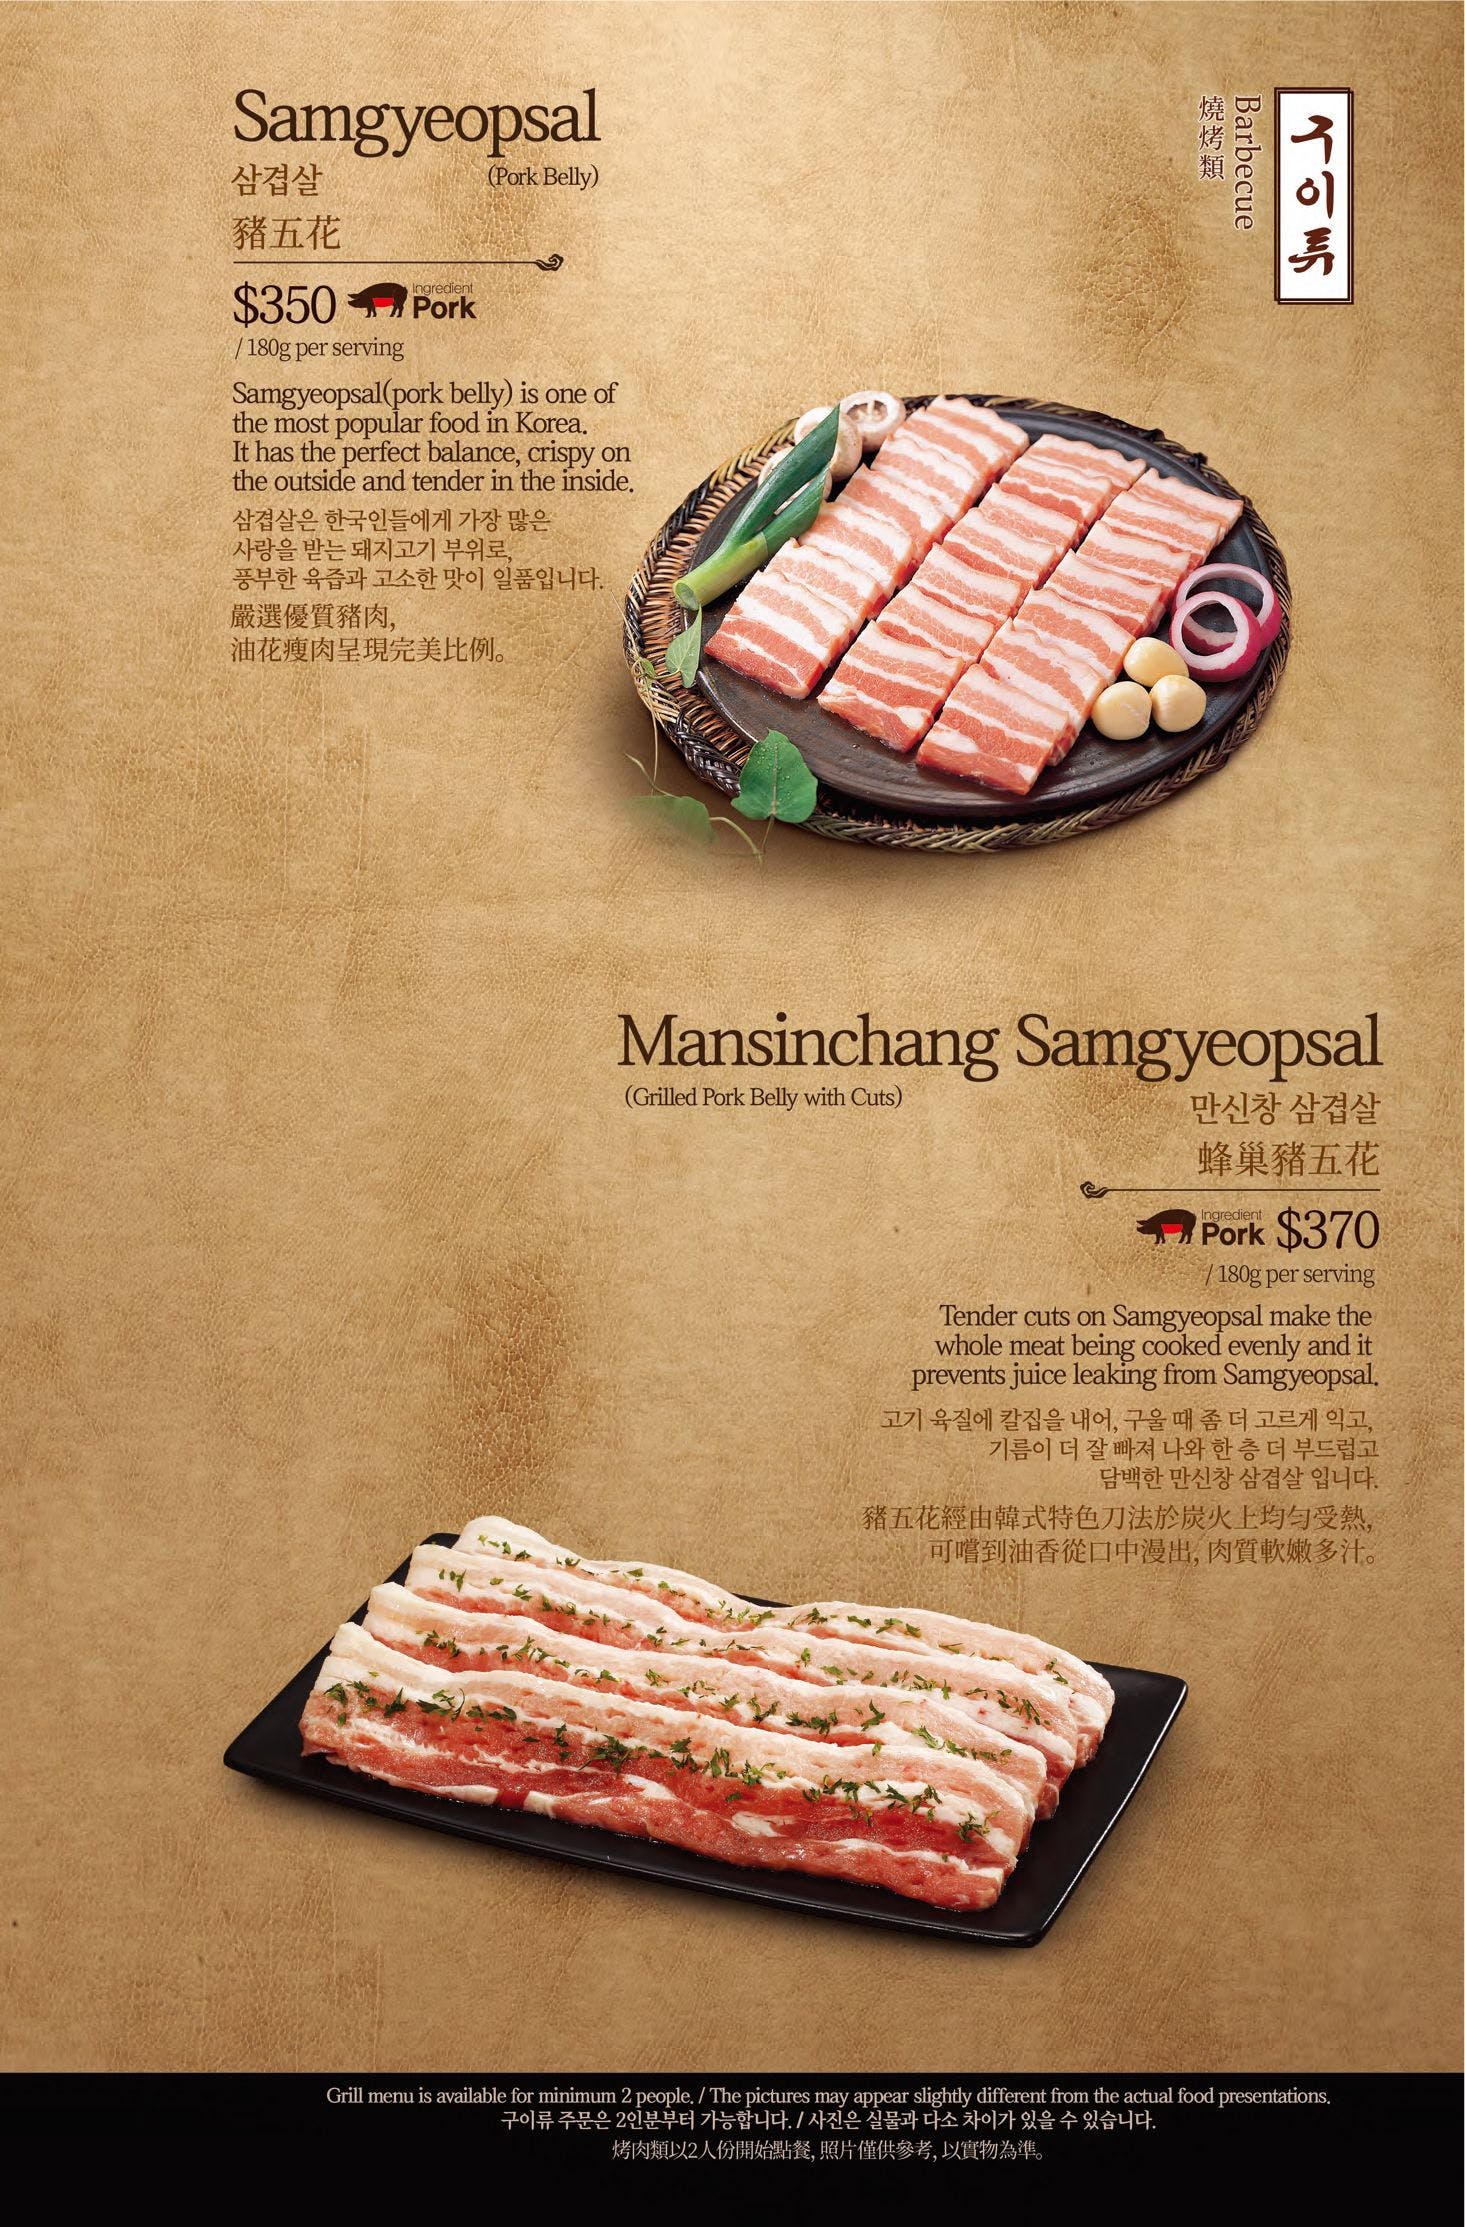 Samgyeopsal
삼겹살
(Pork Belly)
豬五花
$350
Ingredient
Pork
/ 180g per serving
Samgyeopsal(pork belly) is one of
the most popular food in Korea.
It has the perfect balance, crispy on
the outside and tender in the inside.
삼겹살은 한국인들에게 가장 많은
사랑을 받는 돼지고기 부위로,
풍부한 육즙과 고소한 맛이 일품입니다.
嚴選優質豬肉,
油花瘦肉呈現完美比例。
구이류
Barbecue
燒烤類
Mansinchang Samgyeopsal
(Grilled Pork Belly with Cuts)
만신창 삼겹살
蜂巢豬五花
Ingredient
Pork
$370
/ 180g per serving
Tender cuts on Samgyeopsal make the
whole meat being cooked evenly and it
prevents juice leaking from Samgyeopsal.
고기 육질에 칼집을 내어, 구울 때 좀 더 고르게 익고,
기름이 더 잘 빠져 나와 한 층 더 부드럽고
담백한 만신창 삼겹살 입니다.
豬五花經由韓式特色刀法於炭火上均勻受熱,
可嚐到油香從口中漫出, 肉質軟嫩多汁。
Grill menu is available for minimum 2 people. / The pictures may appear slightly different from the actual food presentations.
구이류 주문은 2인분부터 가능합니다. / 사진은 실물과 다소 차이가 있을 수 있습니다.
烤肉類以2人份開始點餐, 照片僅供參考, 以實物為準。